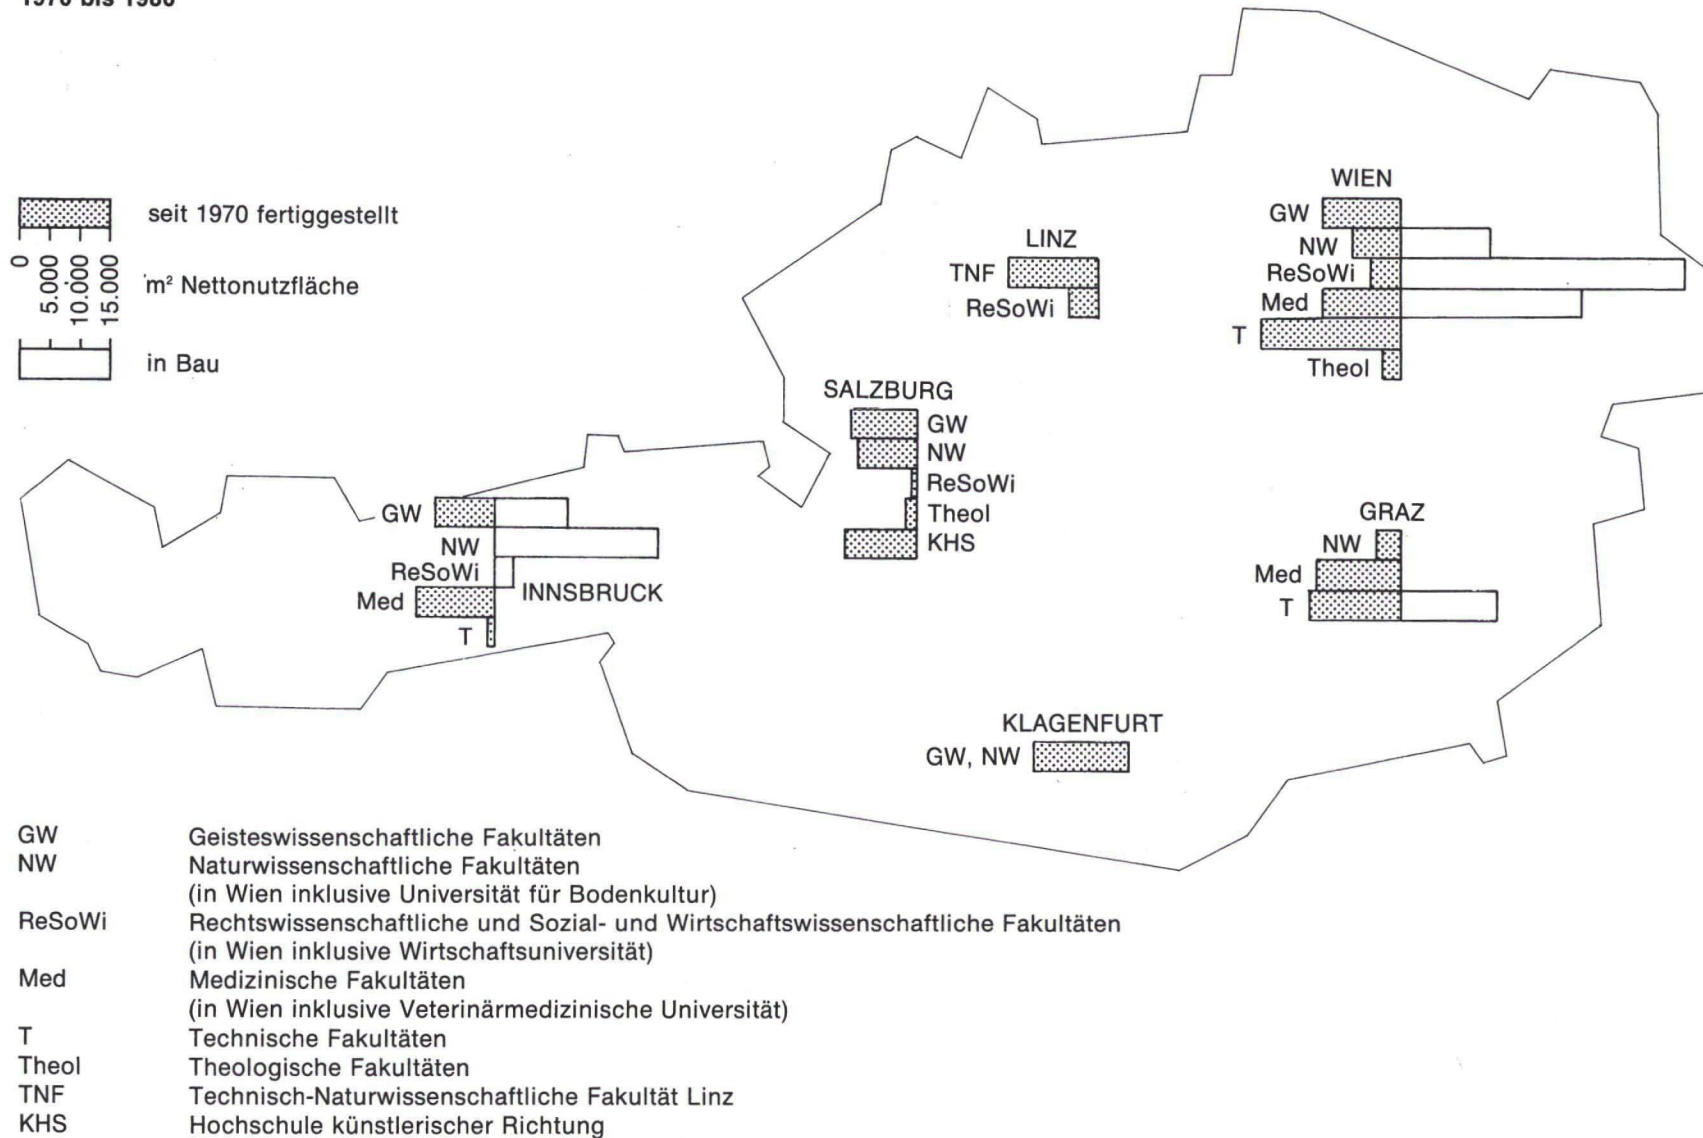 1970 bis 1980
seit 1970 fertiggestellt
0
5.000
10.000
15.000
m² Nettonutzfläche
in Bau
WIEN
GW
NW
ReSoWi
Med
T
Theol
LINZ
TNF
ReSoWi
SALZBURG
GW
NW
ReSoWi
Theol
KHS
GW
NW
ReSoWi
Med
T
INNSBRUCK
GRAZ
NW
Med
T
KLAGENFURT
GW, NW
GW Geisteswissenschaftliche Fakultäten
NW Naturwissenschaftliche Fakultäten
(in Wien inklusive Universität für Bodenkultur)
ReSoWi Rechtswissenschaftliche und Sozial- und Wirtschaftswissenschaftliche Fakultäten
(in Wien inklusive Wirtschaftsuniversität)
Med Medizinische Fakultäten
(in Wien inklusive Veterinärmedizinische Universität)
T Technische Fakultäten
Theol Theologische Fakultäten
TNF Technisch-Naturwissenschaftliche Fakultät Linz
KHS Hochschule künstlerischer Richtung